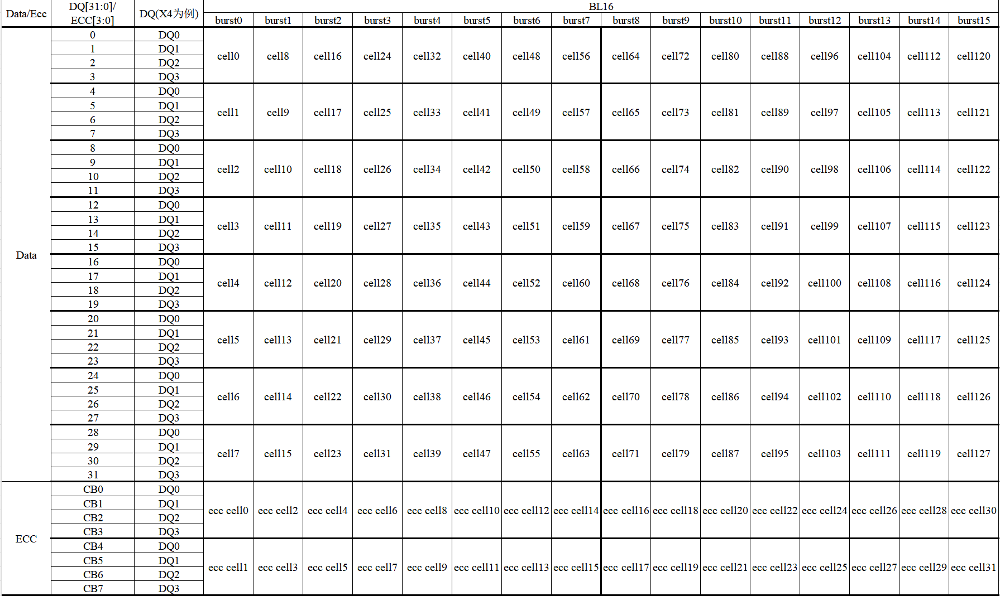 Data/Ecc DQ[31:0]/ DQ(X4为例) BL16
ECC[3:0] burst0 burst1 burst2 burst3 burst4 burst5 burst6 burst7 burst8 burst9 burst10 burst11 burst12 burst13 burst14 burst15
0 DQ0
1 DQ1
cell0 cell8 cell16 cell24 cell32 cell40 cell48 cell56 cell64 cell72 cell80 cell88 cell96 cell104 cell112 cell120
2 DQ2
3 DQ3
4 DQ0
5 DQ1
cell1 cell9 cell17 cell25 cell33 cell41 cell49 cell57 cell65 cell73 cell81 cell89 cell97 cell105 cell113 cell121
6 DQ2
7 DQ3
8 DQ0
9 DQ1
cell2 cell10 cell18 cell26 cell34 cell42 cell50 cell58 cell66 cell74 cell82 cell90 cell98 cell106 cell114 cell122
10 DQ2
11 DQ3
12 DQ0
13 DQ1
cell3 cell11 cell19 cell27 cell35 cell43 cell51 cell59 cell67 cell75 cell83 cell91 cell99 cell107 cell115 cell123
14 DQ2
15 DQ3
Data
16 DQ0
17 DQ1
cell4 cell12 cell20 cell28 cell36 cell44 cell52 cell60 cell68 cell76 cell84 cell92 cell100 cell108 cell116 cell124
18 DQ2
19 DQ3
20 DQ0
21 DQ1
cell5 cell13 cell21 cell29 cell37 cell45 cell53 cell61 cell69 cell77 cell85 cell93 cell101 cell109 cell117 cell125
22 DQ2
23 DQ3
24 DQ0
25 DQ1
cell6 cell14 cell22 cell30 cell38 cell46 cell54 cell62 cell70 cell78 cell86 cell94 cell102 cell110 cell118 cell126
26 DQ2
27 DQ3
28 DQ0
29 DQ1
cell7 cell15 cell23 cell31 cell39 cell47 cell55 cell63 cell71 cell79 cell87 cell95 cell103 cell111 cell119 cell127
30 DQ2
31 DQ3
CB0 DQ0
CB1 DQ1
ecc cell0 ecc cell2 ecc cell4 ecc cell6 ecc cell8 ecc cell10 ecc cell12 ecc cell14 ecc cell16 ecc cell18 ecc cell20 ecc cell22 ecc cell24 ecc cell26 ecc cell28 ecc cell30
CB2 DQ2
CB3 DQ3
ECC
CB4 DQ0
CB5 DQ1
ecc cell1 ecc cell3 ecc cell5 ecc cell7 ecc cell9 ecc cell11 ecc cell13 ecc cell15 ecc cell17 ecc cell19 ecc cell21 ecc cell23 ecc cell25 ecc cell27 ecc cell29 ecc cell31
CB6 DQ2
CB7 DQ3